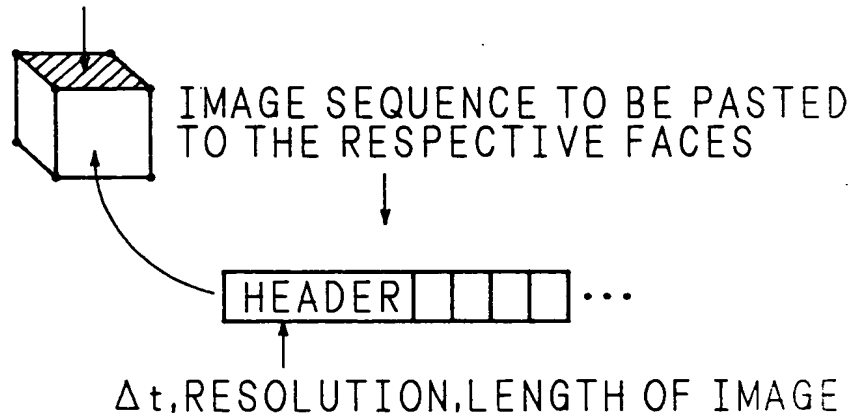 IMAGE SEQUENCE TO BE PASTED
TO THE RESPECTIVE FACES
HEADER ...
Δt,RESOLUTION,LENGTH OF IMAGE